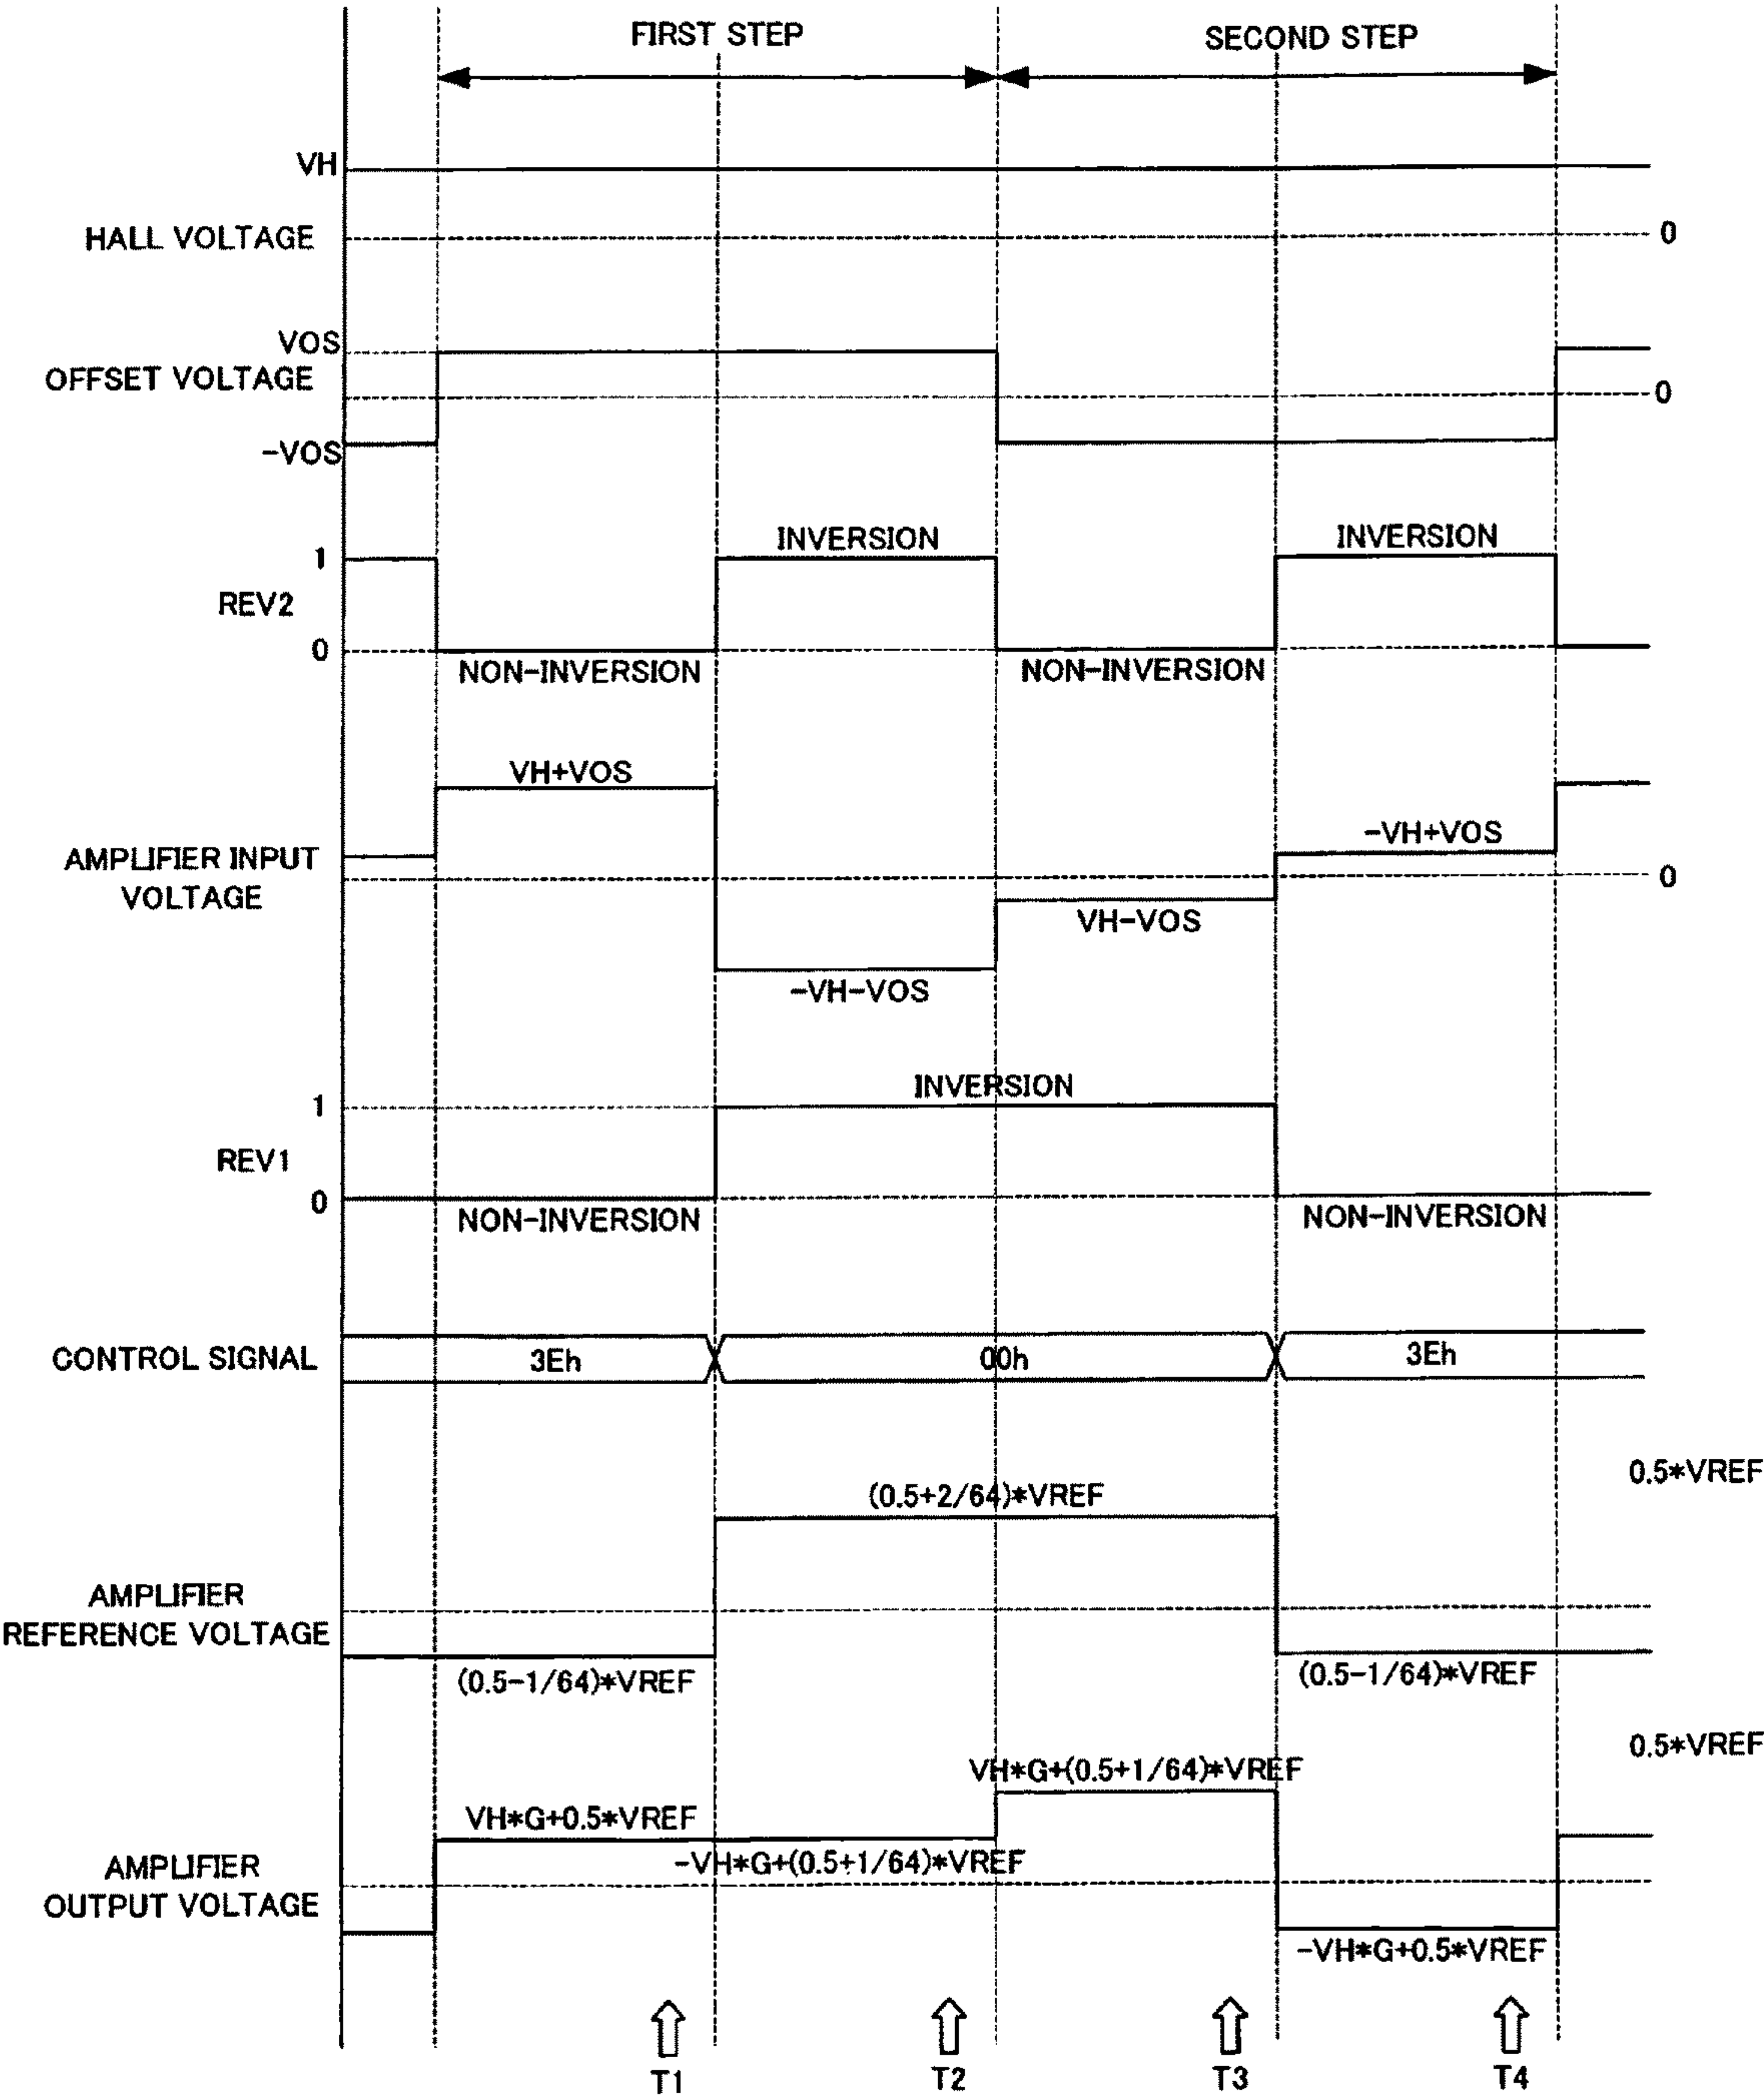 FIRST STEP
SECOND STEP
VH
HALL VOLTAGE
0
VOS
OFFSET VOLTAGE
0
-VOS
INVERSION
INVERSION
1
REV2
0
NON-INVERSION
NON-INVERSION
VH+VOS
-VH+VOS
AMPLIFIER INPUT
VOLTAGE
0
VH-VOS
-VH-VOS
INVERSION
1
REV1
0
NON-INVERSION
NON-INVERSION
CONTROL SIGNAL
3Eh
00h
3Eh
0.5*VREF
(0.5+2/64)*VREF
AMPLIFIER
REFERENCE VOLTAGE
(0.5-1/64)*VREF
(0.5-1/64)*VREF
0.5*VREF
VH*G+(0.5+1/64)*VREF
VH*G+0.5*VREF
-VH*G+(0.5+1/64)*VREF
AMPLIFIER
OUTPUT VOLTAGE
-VH*G+0.5*VREF
T1
T2
T3
T4